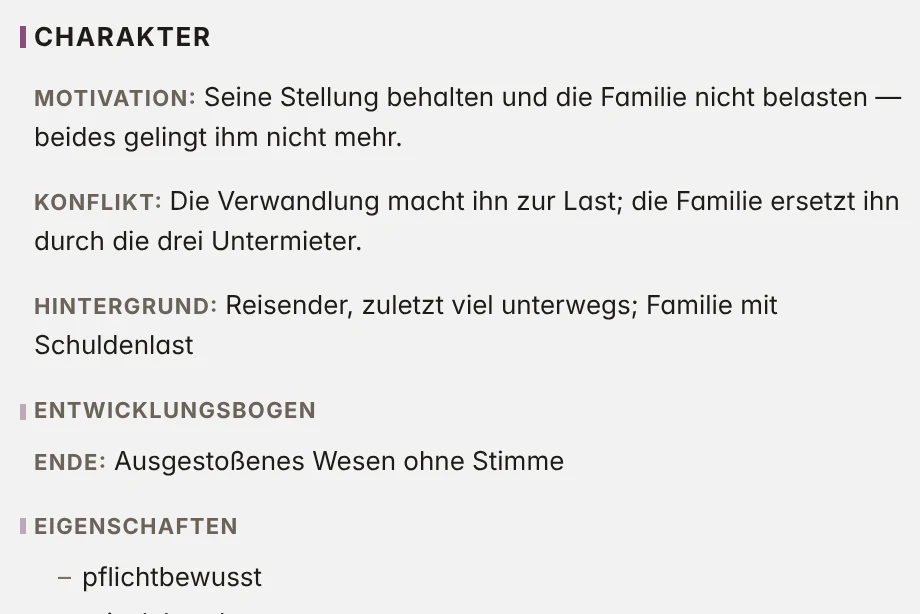 CHARAKTER
MOTIVATION: Seine Stellung behalten und die Familie nicht belasten —
beides gelingt ihm nicht mehr.
KONFLIKT: Die Verwandlung macht ihn zur Last; die Familie ersetzt ihn
durch die drei Untermieter.
HINTERGRUND: Reisender, zuletzt viel unterwegs; Familie mit
Schuldenlast
ENTWICKLUNGSBOGEN
ENDE: Ausgestoßenes Wesen ohne Stimme
EIGENSCHAFTEN
– pflichtbewusst